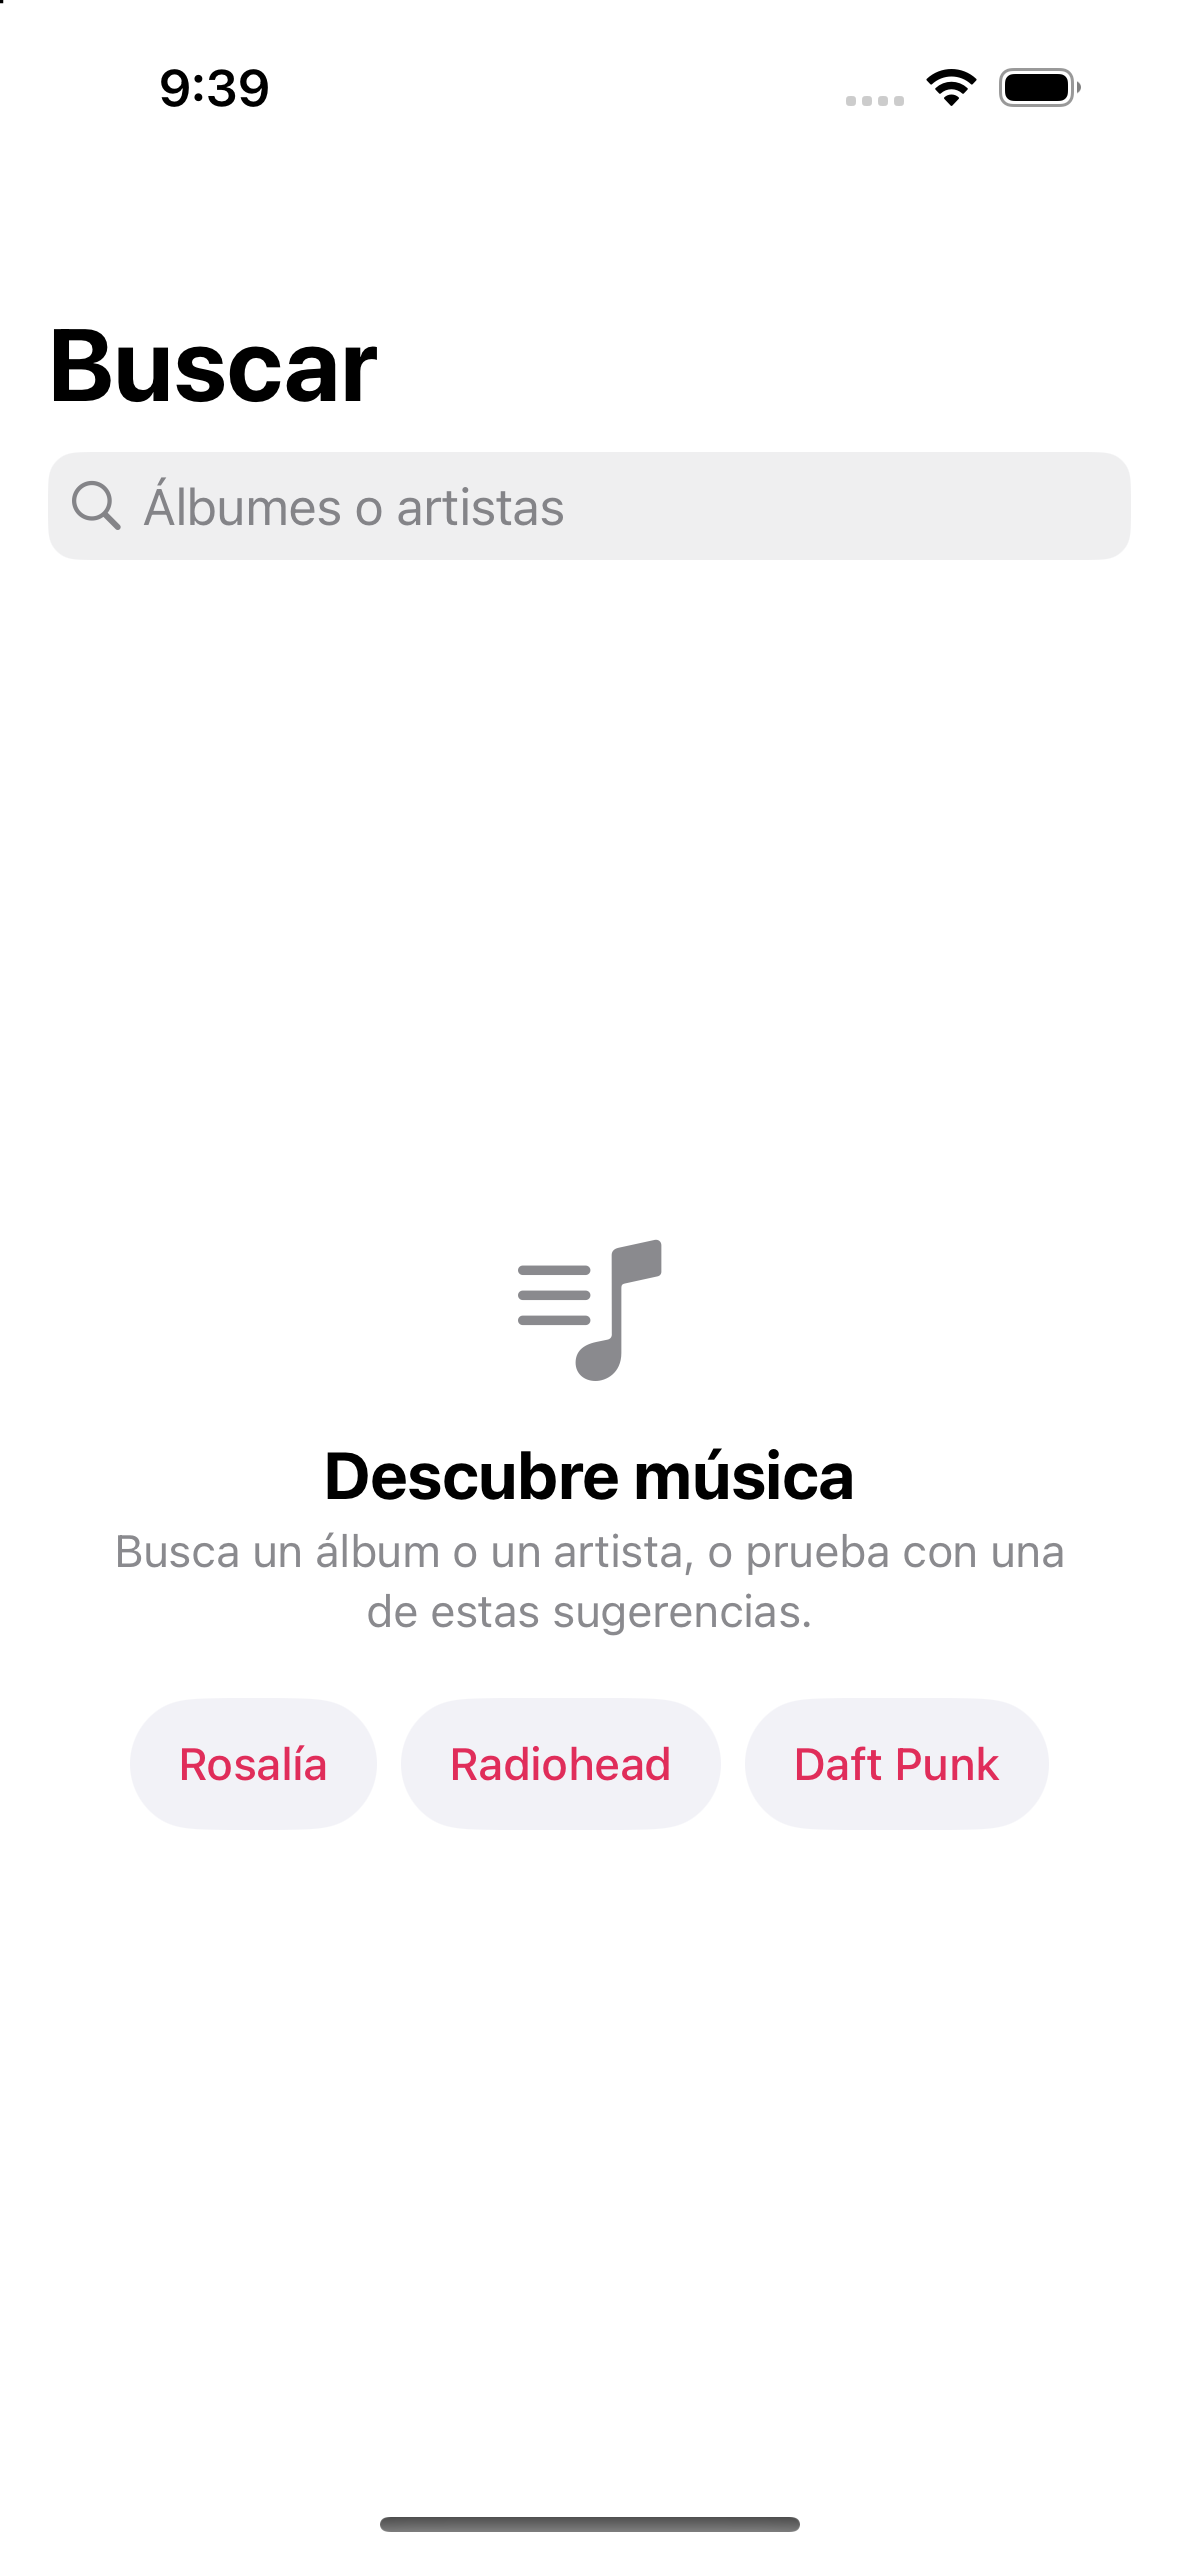 9:39
Buscar
Álbumes o artistas
Descubre música
Busca un álbum o un artista, o prueba con una
de estas sugerencias.
Rosalía
Radiohead
Daft Punk